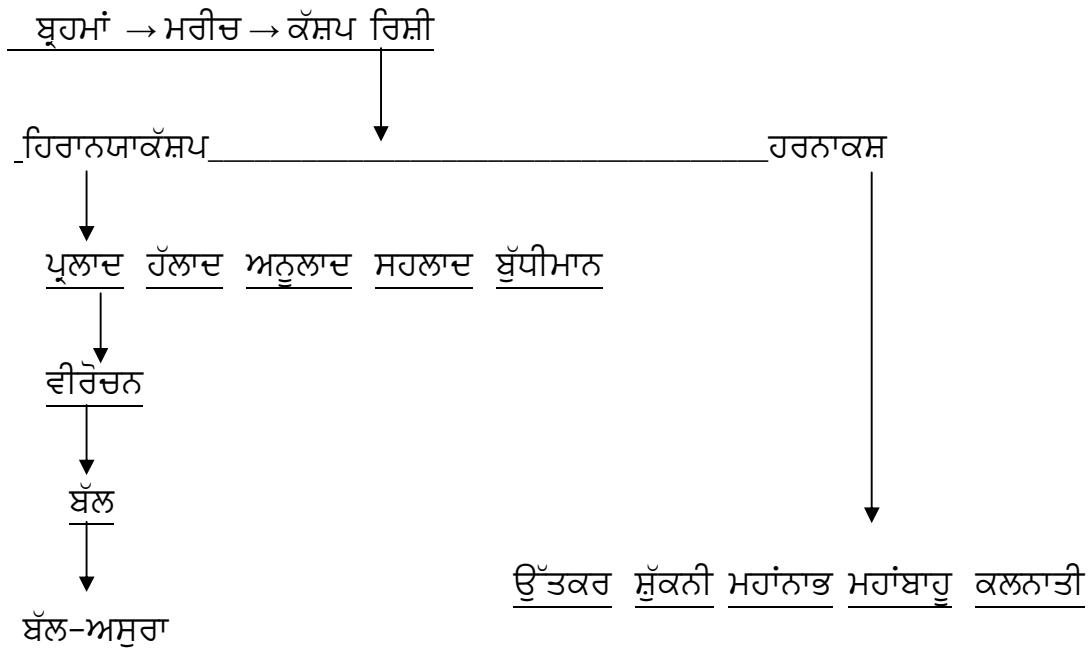 ਬ੍ਰਹਮਾਂ → ਮਰੀਚ → ਕੱਸ਼ਪ ਰਿਸ਼ੀ
ਹਿਰਾਨਯਾਕੱਸ਼ਪ ਹਰਨਾਕਸ਼
ਪ੍ਰਲਾਦ ਹੱਲਾਦ ਅਨੂਲਾਦ ਸਹਲਾਦ ਬੁੱਧੀਮਾਨ
ਵੀਰੋਚਨ
ਬੱਲ
ਉੱਤਕਰ ਸ਼ੁੱਕਨੀ ਮਹਾਂਨਾਭ ਮਹਾਂਬਾਹੂ ਕਲਨਾਤੀ
ਬੱਲ-ਅਸੁਰਾ